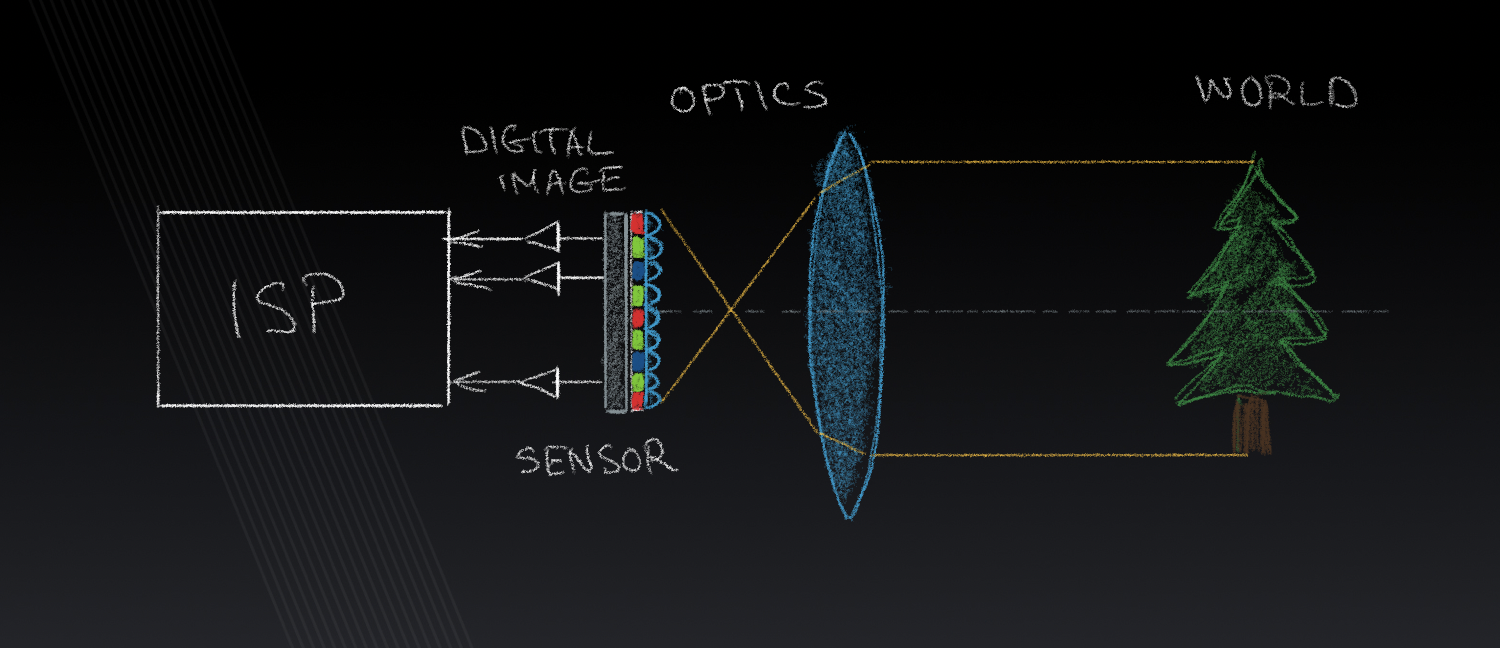 OPTICS
WORLD
DIGITAL
IMAGE
ISP
SENSOR